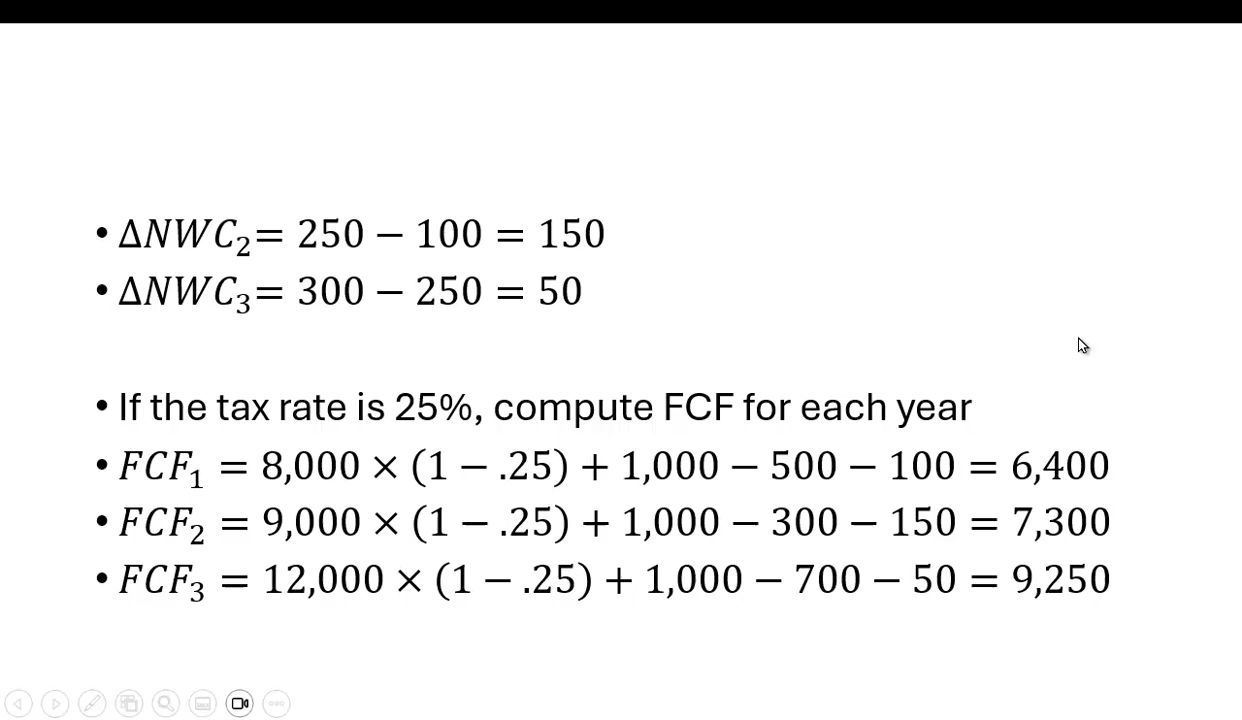 • ΔNWC₂= 250 − 100 = 150
• ΔNWC₃= 300 − 250 = 50
• If the tax rate is 25%, compute FCF for each year
• FCF₁ = 8,000 × (1 − .25) + 1,000 − 500 − 100 = 6,400
• FCF₂ = 9,000 × (1 − .25) + 1,000 − 300 − 150 = 7,300
• FCF₃ = 12,000 × (1 − .25) + 1,000 − 700 − 50 = 9,250